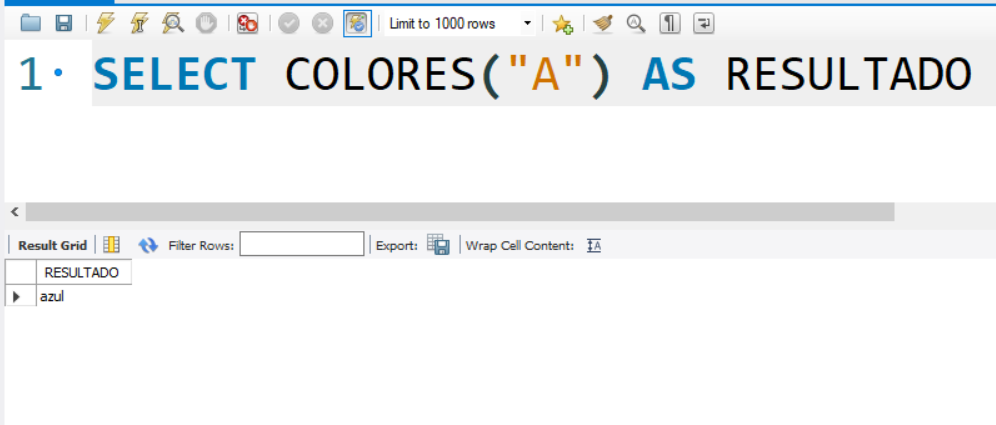 Limit to 1000 rows
1 SELECT COLORES("A") AS RESULTADO
Result Grid Filter Rows: Export: Wrap Cell Content:
RESULTADO
azul